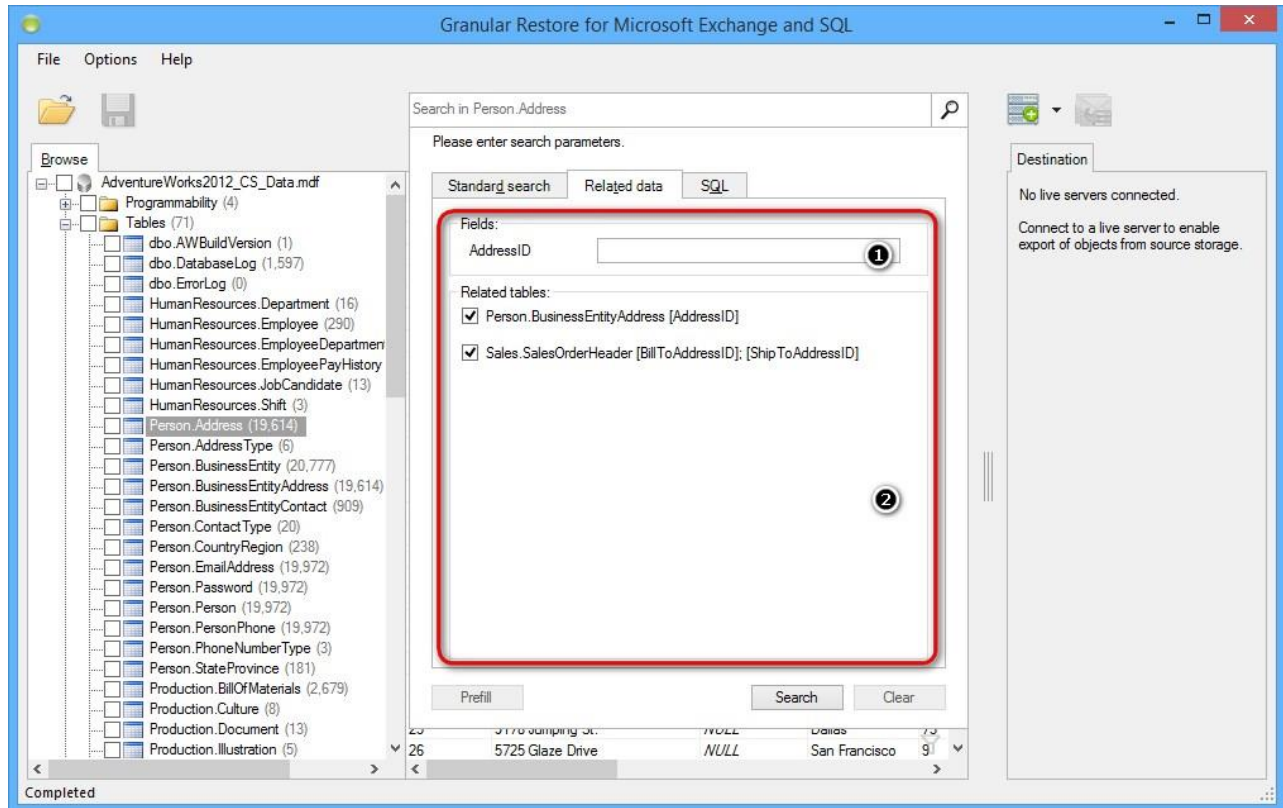 Granular Restore for Microsoft Exchange and SQL
File Options Help
Search in Person.Address
Please enter search parameters.
Browse
AdventureWorks2012_CS_Data.mdf
Programmability (4)
Tables (71)
dbo.AWBuildVersion (1)
dbo.DatabaseLog (1,597)
dbo.ErrorLog (0)
HumanResources.Department (16)
HumanResources.Employee (290)
HumanResources.EmployeeDepartmen
HumanResources.EmployeePayHistory
HumanResources.JobCandidate (13)
HumanResources.Shift (3)
Person.Address (19,614)
Person.AddressType (6)
Person.BusinessEntity (20,777)
Person.BusinessEntityAddress (19,614)
Person.BusinessEntityContact (909)
Person.ContactType (20)
Person.CountryRegion (238)
Person.EmailAddress (19,972)
Person.Password (19,972)
Person.Person (19,972)
Person.PersonPhone (19,972)
Person.PhoneNumberType (3)
Person.StateProvince (181)
Production.BillOfMaterials (2,679)
Production.Culture (8)
Production.Document (13)
Production.Illustration (5)
Standard search Related data SQL
Fields:
AddressID 1
Related tables:
Person.BusinessEntityAddress [AddressID]
Sales.SalesOrderHeader [BillToAddressID]; [ShipToAddressID]
2
Prefill Search Clear
26 5725 Glaze Drive NULL San Francisco 9
Destination
No live servers connected.
Connect to a live server to enable
export of objects from source storage.
Completed